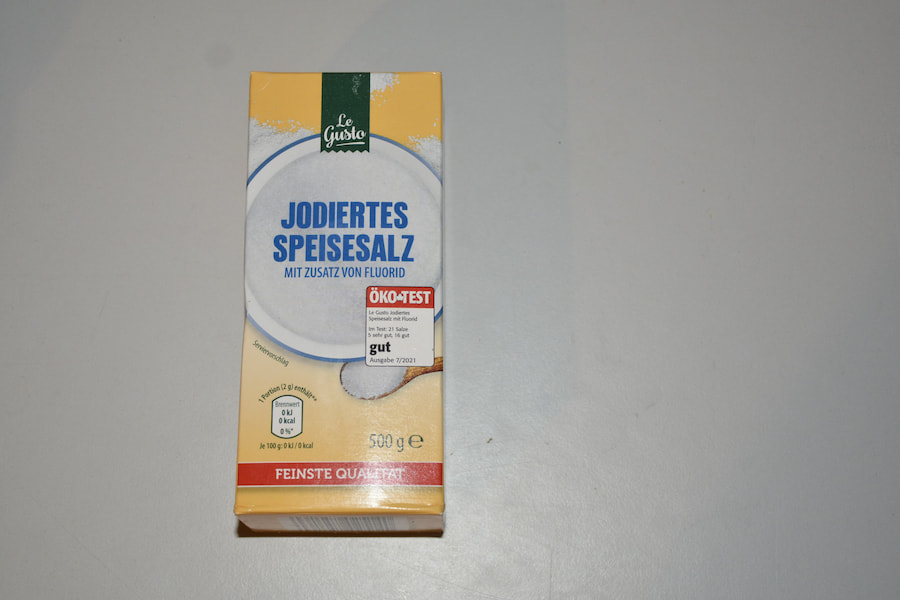 Le
Gusto
JODIERTES
SPEISESALZ
MIT ZUSATZ VON FLUORID
ÖKO TEST
Le Gusto Jodiertes
Speisesalz mit Fluorid
Im Test: 21 Salze
5 sehr gut, 16 gut
gut
Ausgabe 7/2021
Serviervorschlag
1 Portion (2 g) enthält**
Brennwert
0 kJ
0 kcal
0 %*
Je 100 g: 0 kJ / 0 kcal
500 g ℮
FEINSTE QUALITÄT